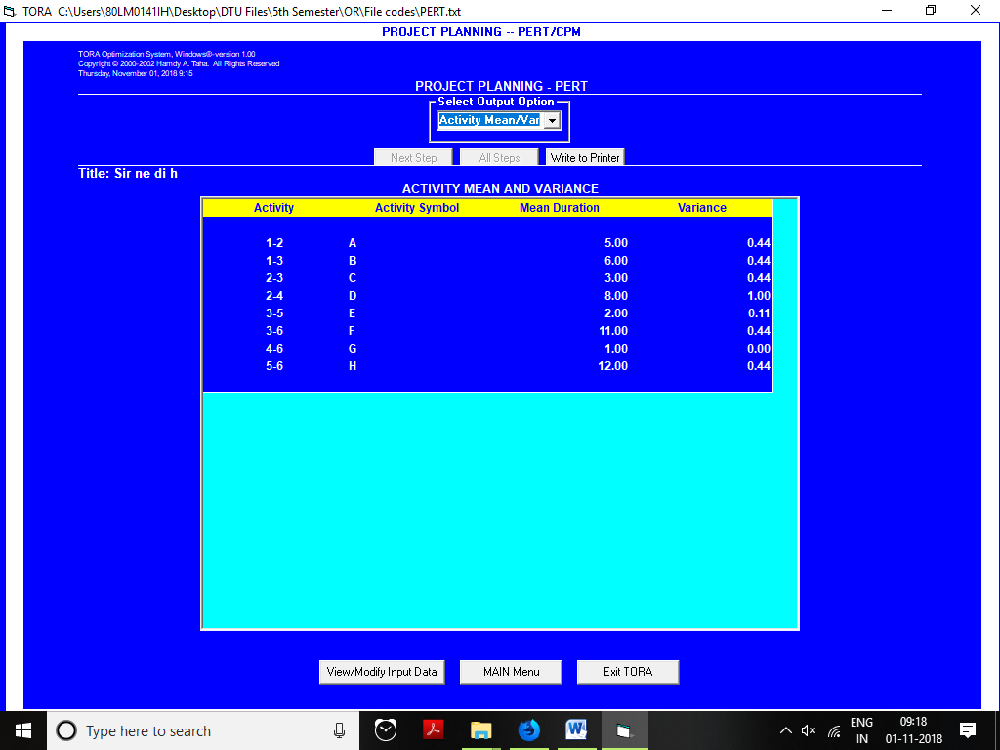 TORA C:\Users\80LM0141IH\Desktop\DTU Files\5th Semester\OR\File codes\PERT.txt
PROJECT PLANNING -- PERT/CPM
TORA Optimization System, Windows®-version 1.00
Copyright © 2000-2002 Hamdy A. Taha. All Rights Reserved
Thursday, November 01, 2018 9:15
PROJECT PLANNING - PERT
Select Output Option
Activity Mean/Var
Next Step All Steps Write to Printer
Title: Sir ne di h
ACTIVITY MEAN AND VARIANCE
Activity Activity Symbol Mean Duration Variance
1-2 A 5.00 0.44
1-3 B 6.00 0.44
2-3 C 3.00 0.44
2-4 D 8.00 1.00
3-5 E 2.00 0.11
3-6 F 11.00 0.44
4-6 G 1.00 0.00
5-6 H 12.00 0.44
View/Modify Input Data MAIN Menu Exit TORA
Type here to search
ENG 09:18
IN 01-11-2018